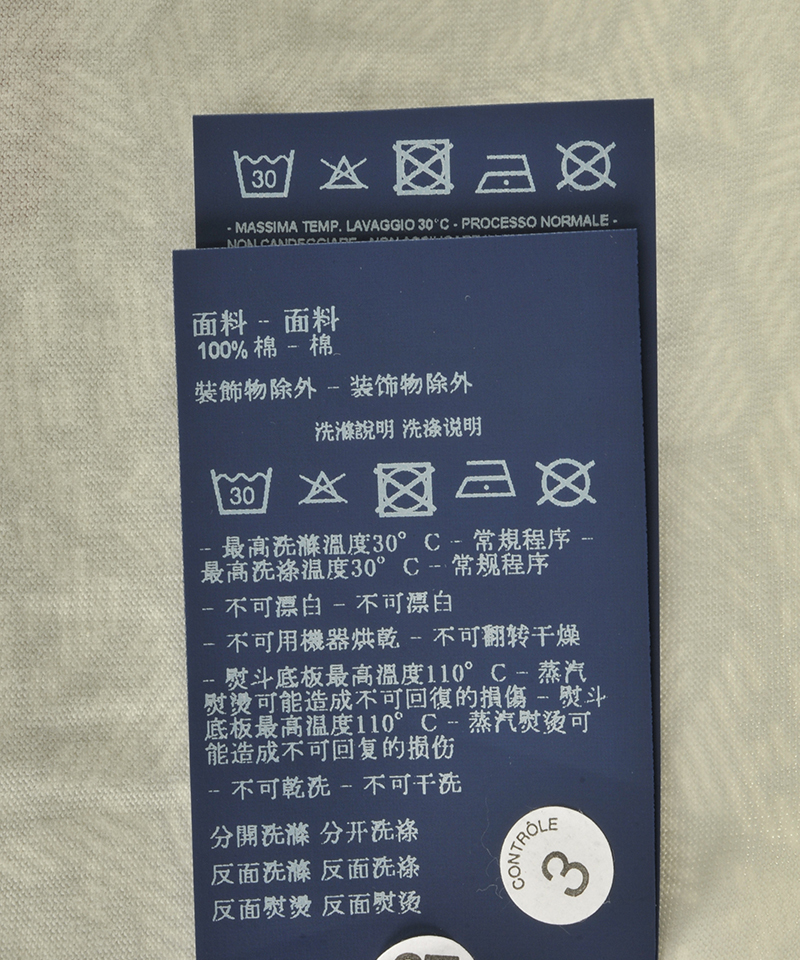 30
- MASSIMA TEMP. LAVAGGIO 30°C - PROCESSO NORMALE -
面料 - 面料
100% 棉 - 棉
裝飾物除外 - 装饰物除外
洗滌說明 洗涤说明
30
- 最高洗滌溫度30° C - 常規程序 -
最高洗涤温度30° C - 常规程序
- 不可漂白 - 不可漂白
- 不可用機器烘乾 - 不可翻转干燥
- 熨斗底板最高溫度110° C - 蒸汽
熨燙可能造成不可回復的損傷 - 熨斗
底板最高温度110° C - 蒸汽熨烫可
能造成不可回复的损伤
- 不可乾洗 - 不可干洗
分開洗滌 分开洗涤
反面洗滌 反面洗涤
反面熨燙 反面熨烫
CONTRÔLE
3